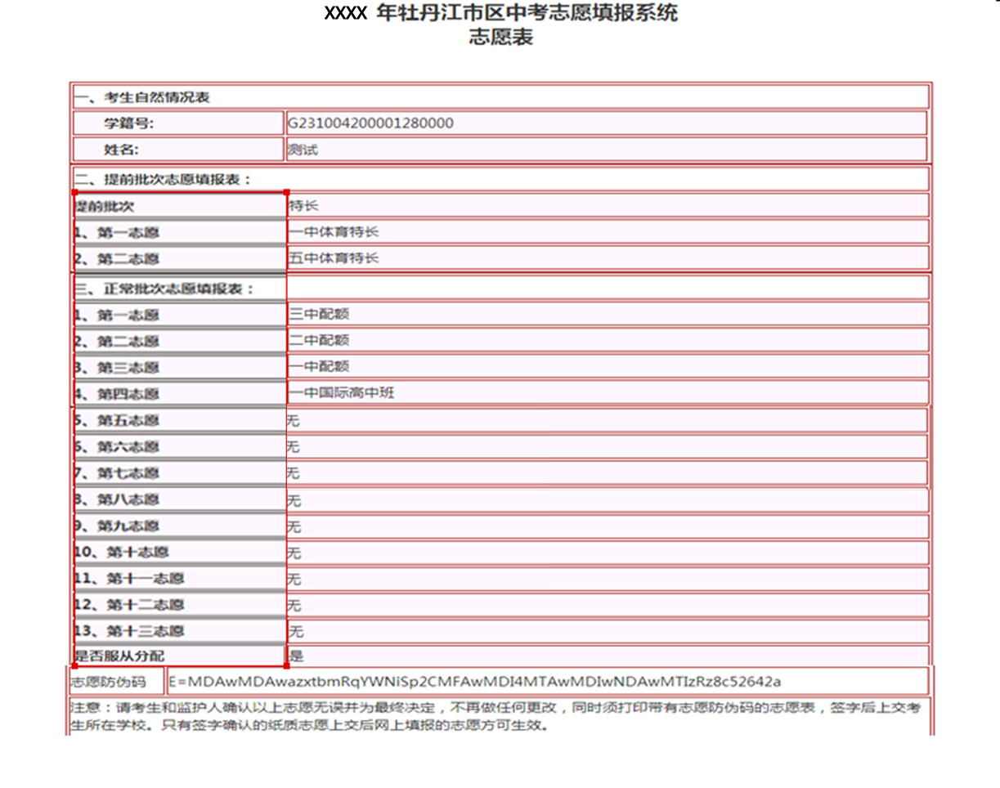 XXXX 年牡丹江市区中考志愿填报系统
志愿表
一、考生自然情况表
学籍号: G231004200001280000
姓名: 测试
二、提前批次志愿填报表：
提前批次 特长
1、第一志愿 一中体育特长
2、第二志愿 五中体育特长
三、正常批次志愿填报表：
1、第一志愿 三中配额
2、第二志愿 二中配额
3、第三志愿 一中配额
4、第四志愿 一中国际高中班
5、第五志愿 无
6、第六志愿 无
7、第七志愿 无
8、第八志愿 无
9、第九志愿 无
10、第十志愿 无
11、第十一志愿 无
12、第十二志愿 无
13、第十三志愿 无
是否服从分配 是
志愿防伪码 E=MDAwMDAwazxtbmRqYWNiSp2CMFAwMDI4MTAwMDIwNDAwMTIzRz8c52642a
注意：请考生和监护人确认以上志愿无误并为最终决定，不再做任何更改，同时须打印带有志愿防伪码的志愿表，签字后上交考
生所在学校。只有签字确认的纸质志愿上交后网上填报的志愿方可生效。